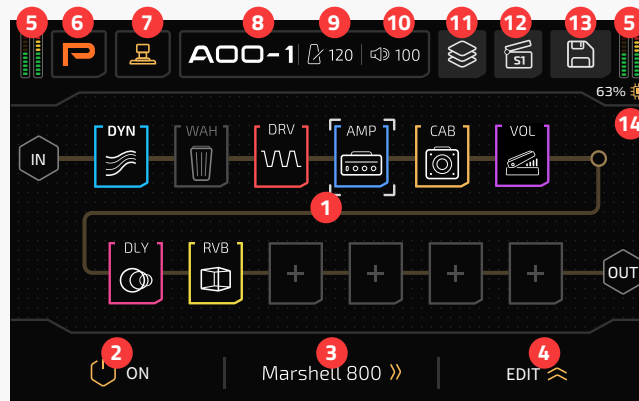 5 6 7 8 9 10 11 12 13 5
A00-1 120 100 S1
63%
14
DYN WAH DRV AMP CAB VOL
IN
1
DLY RVB
OUT
2 3 4
ON Marshell 800 EDIT